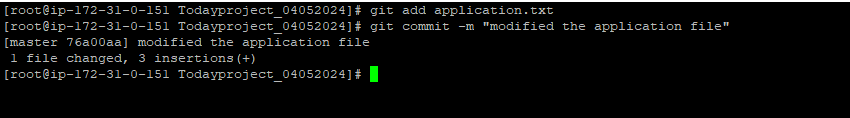 [root@ip-172-31-0-151 Todayproject_04052024]# git add application.txt
[root@ip-172-31-0-151 Todayproject_04052024]# git commit -m "modified the application file"
[master 76a00aa] modified the application file
 1 file changed, 3 insertions(+)
[root@ip-172-31-0-151 Todayproject_04052024]#